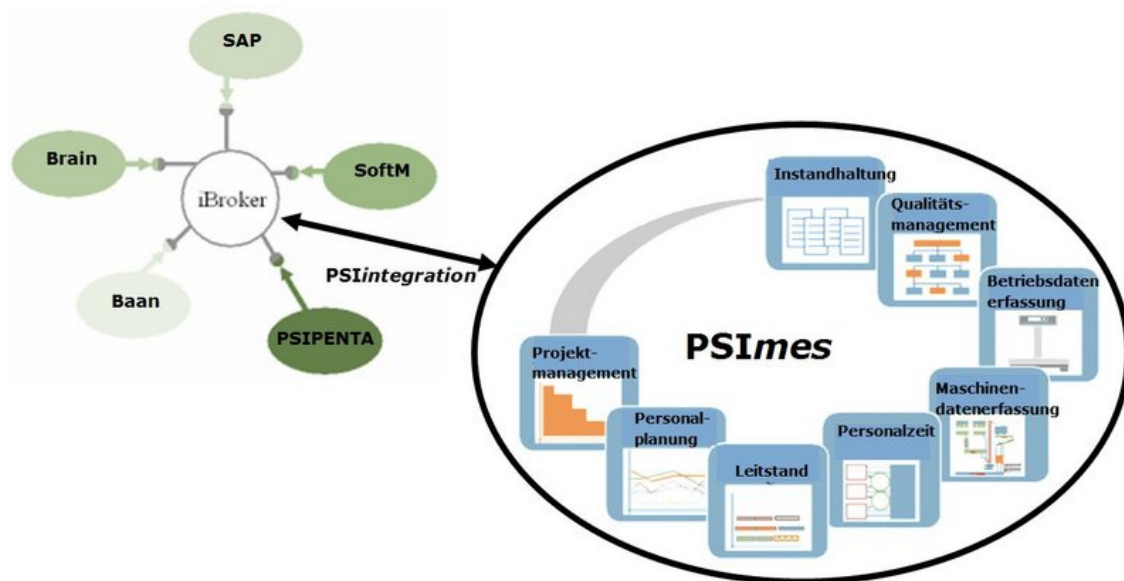 SAP
Brain
SoftM
iBroker
Baan
PSIPENTA
PSIintegration
PSImes
Instandhaltung
Qualitäts-
management
Betriebsdaten
erfassung
Maschinen-
datenerfassung
Personalzeit
Leitstand
Personal-
planung
Projekt-
management